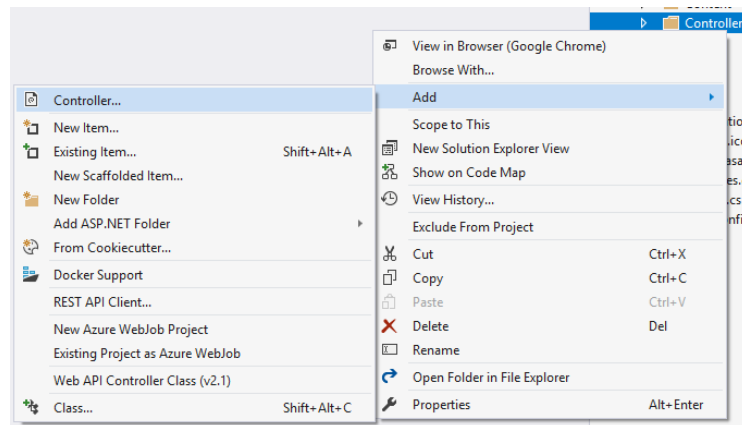 Controller
View in Browser (Google Chrome)
Browse With...
Add
Scope to This
New Solution Explorer View
Show on Code Map
View History...
Exclude From Project
Cut Ctrl+X
Copy Ctrl+C
Paste Ctrl+V
Delete Del
Rename
Open Folder in File Explorer
Properties Alt+Enter
Controller...
New Item...
Existing Item... Shift+Alt+A
New Scaffolded Item...
New Folder
Add ASP.NET Folder
From Cookiecutter...
Docker Support
REST API Client...
New Azure WebJob Project
Existing Project as Azure WebJob
Web API Controller Class (v2.1)
Class... Shift+Alt+C